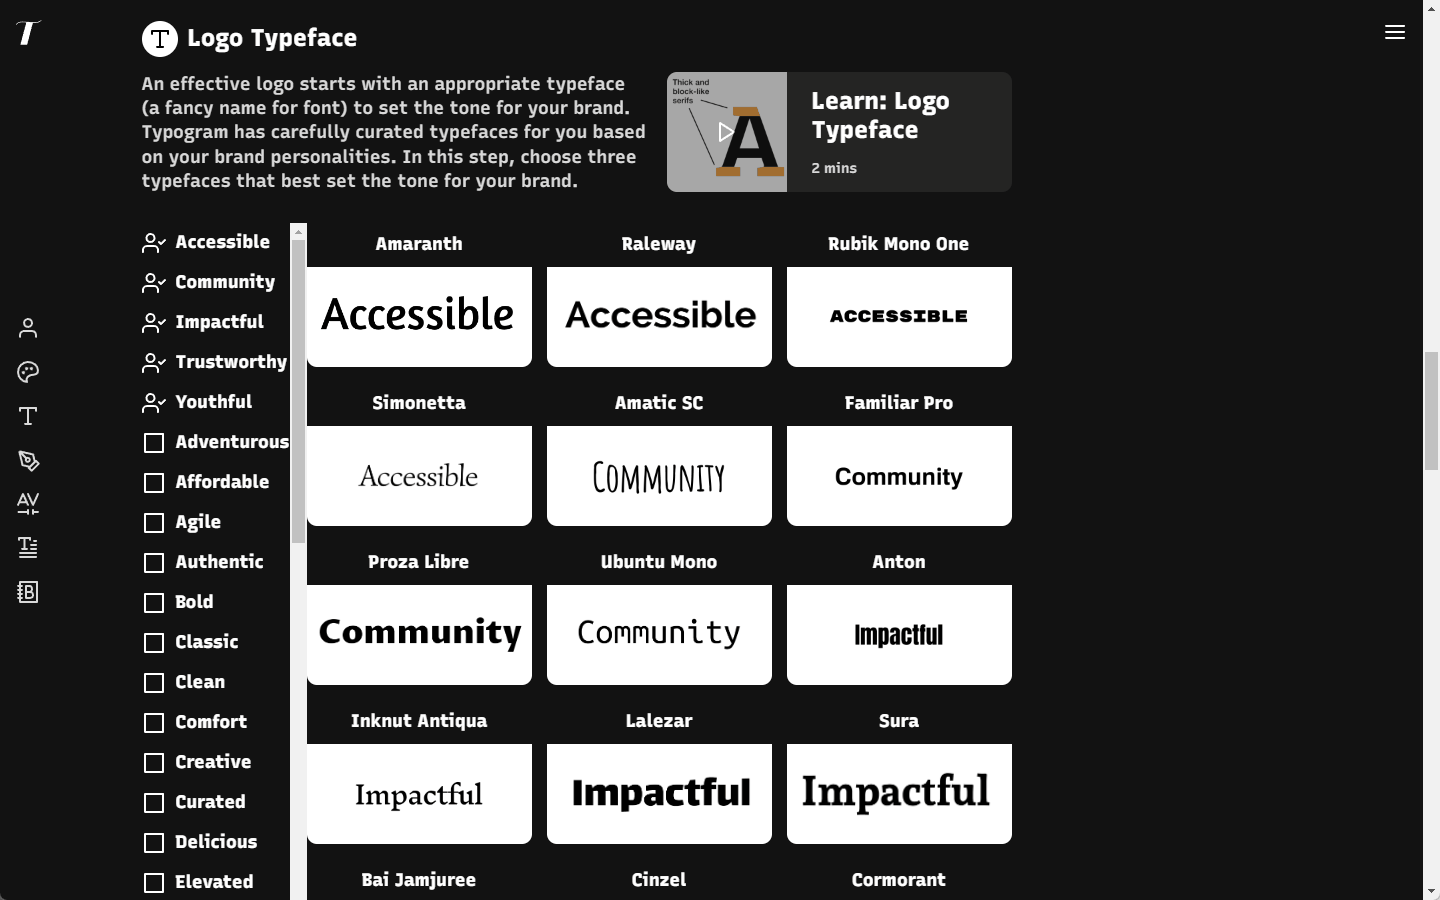 T
T Logo Typeface
An effective logo starts with an appropriate typeface
(a fancy name for font) to set the tone for your brand.
Typogram has carefully curated typefaces for you based
on your brand personalities. In this step, choose three
typefaces that best set the tone for your brand.
Thick and
block-like
serifs
A
Learn: Logo
Typeface
2 mins
Accessible
Community
Impactful
Trustworthy
Youthful
Adventurous
Affordable
Agile
Authentic
Bold
Classic
Clean
Comfort
Creative
Curated
Delicious
Elevated
Amaranth
Raleway
Rubik Mono One
Accessible
Accessible
ACCESSIBLE
Simonetta
Amatic SC
Familiar Pro
Accessible
COMMUNITY
Community
Proza Libre
Ubuntu Mono
Anton
Community
Community
Impactful
Inknut Antiqua
Lalezar
Sura
Impactful
Impactful
Impactful
Bai Jamjuree
Cinzel
Cormorant
T
AV
T
B